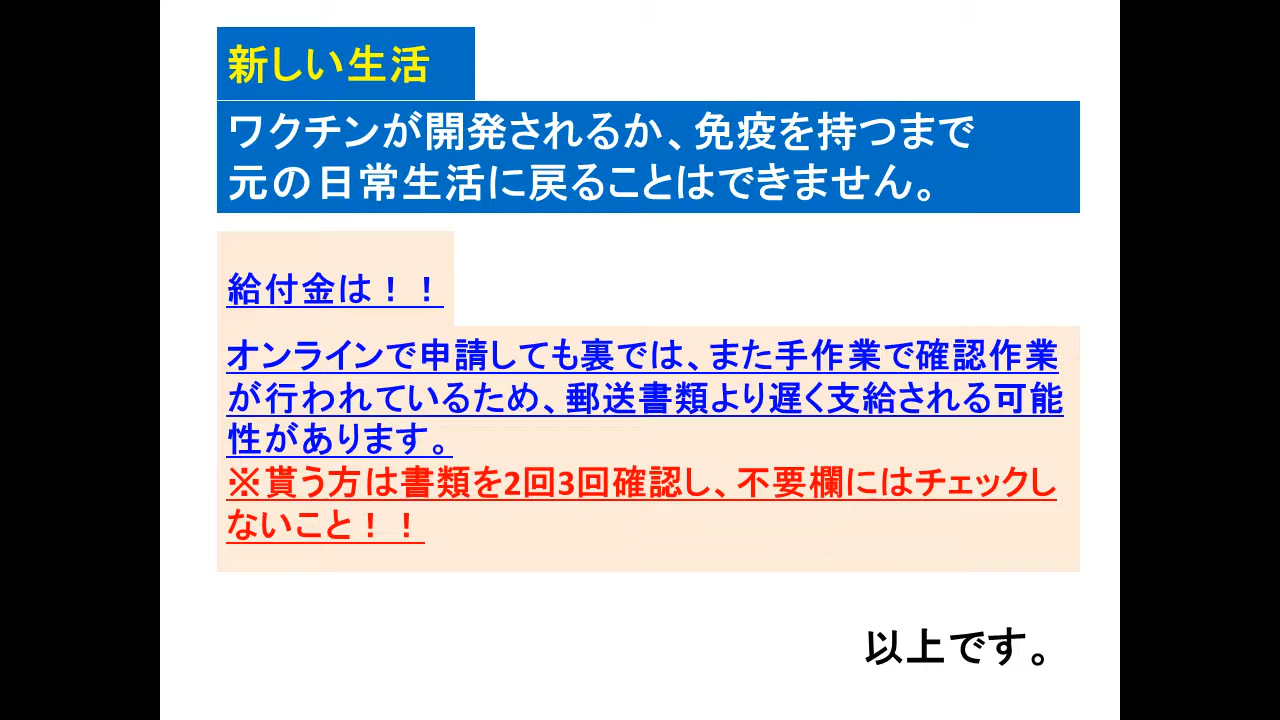 新しい生活
ワクチンが開発されるか、免疫を持つまで
元の日常生活に戻ることはできません。
給付金は！！
オンラインで申請しても裏では、また手作業で確認作業
が行われているため、郵送書類より遅く支給される可能
性があります。
※貰う方は書類を2回3回確認し、不要欄にはチェックし
ないこと！！
以上です。